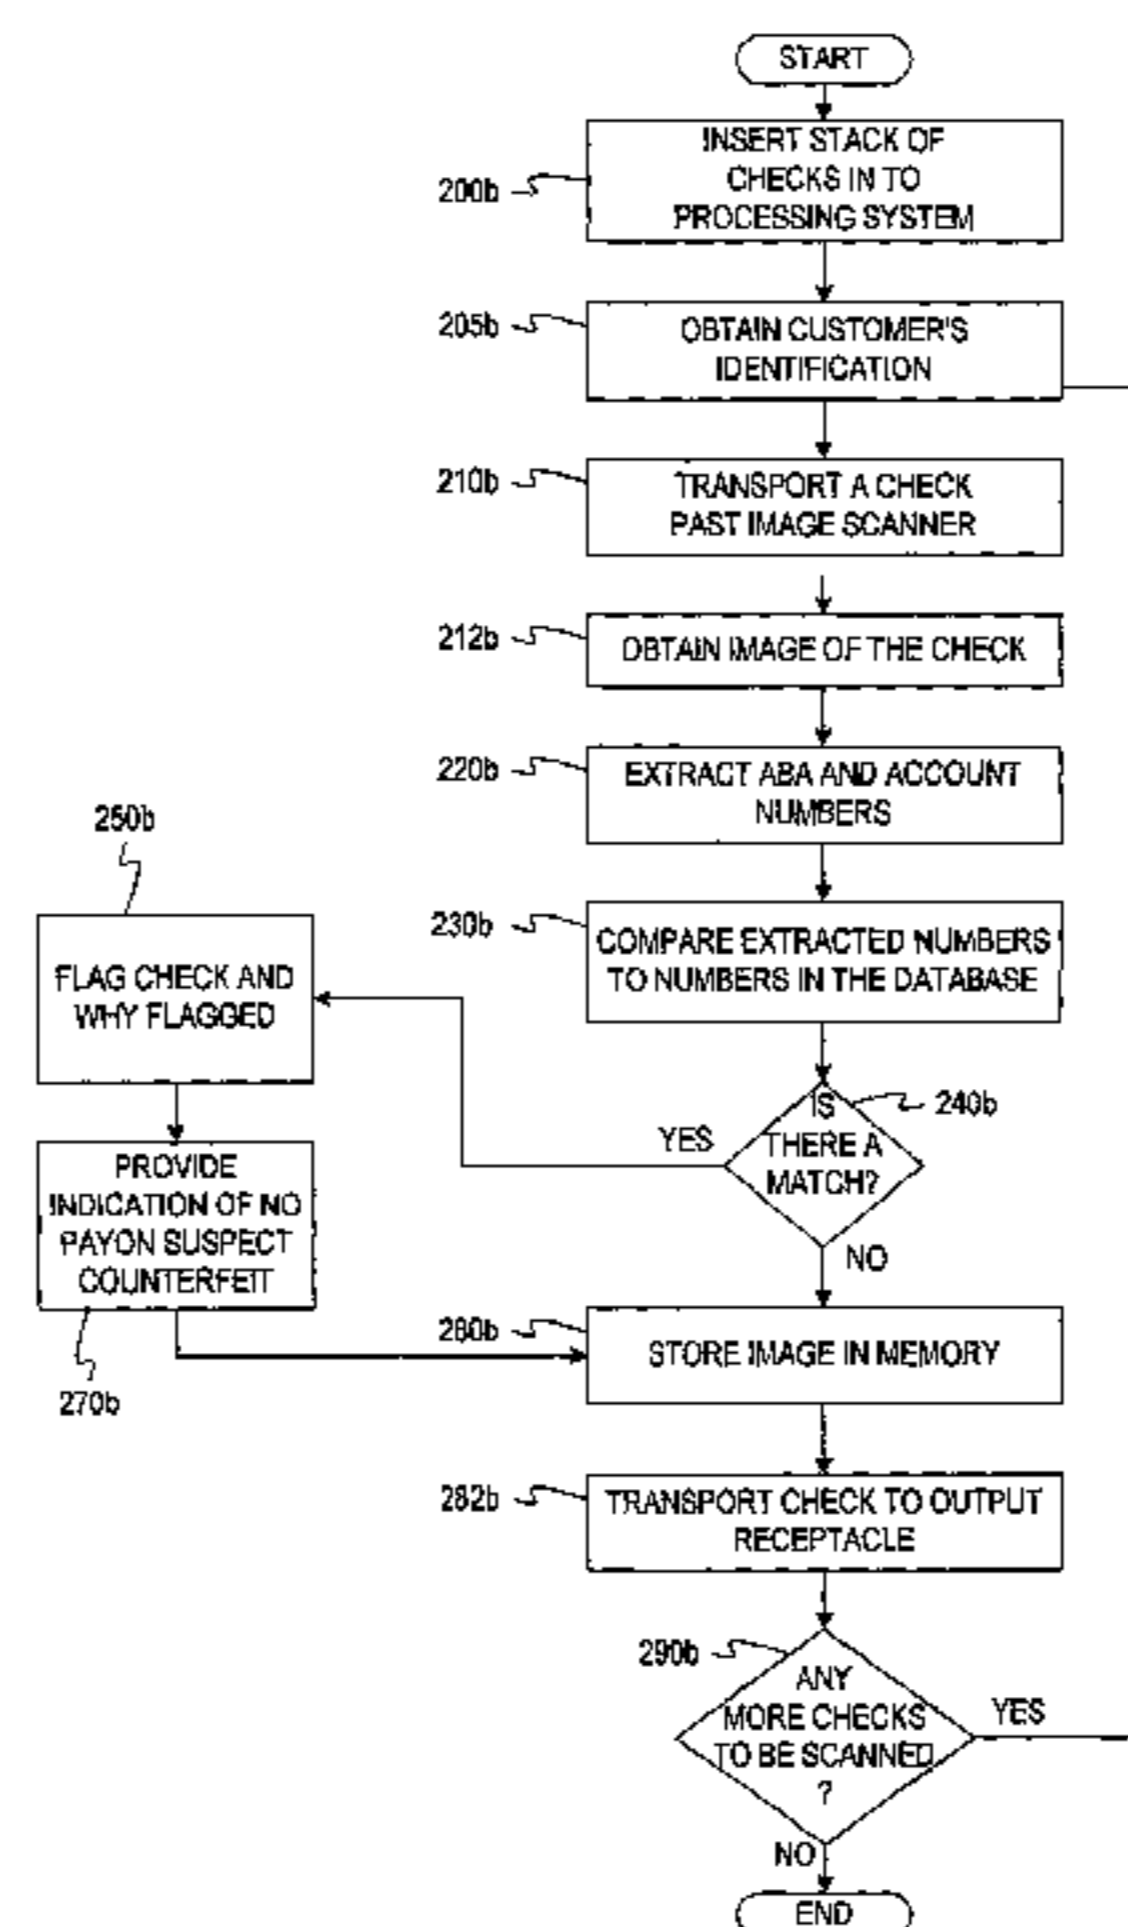 START
INSERT STACK OF
CHECKS IN TO
PROCESSING SYSTEM
200b
205b
OBTAIN CUSTOMER'S
IDENTIFICATION
210b
TRANSPORT A CHECK
PAST IMAGE SCANNER
212b
OBTAIN IMAGE OF THE CHECK
220b
EXTRACT ABA AND ACCOUNT
NUMBERS
250b
230b
COMPARE EXTRACTED NUMBERS
TO NUMBERS IN THE DATABASE
FLAG CHECK AND
WHY FLAGGED
240b
IS
THERE A
MATCH?
YES
NO
PROVIDE
INDICATION OF NO
PAYON SUSPECT
COUNTERFEIT
270b
280b
STORE IMAGE IN MEMORY
282b
TRANSPORT CHECK TO OUTPUT
RECEPTACLE
290b
ANY
MORE CHECKS
TO BE SCANNED
?
YES
NO
END